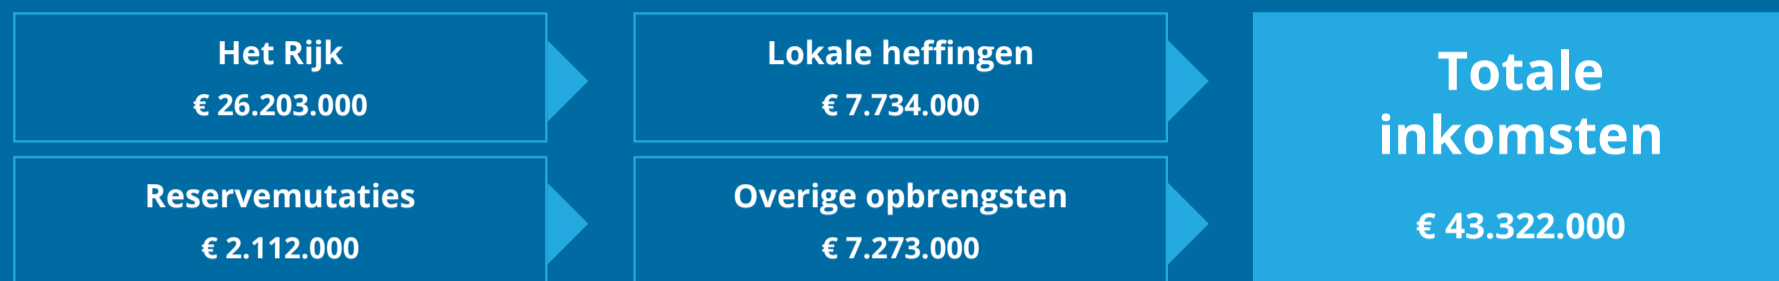 Het Rijk
€ 26.203.000
Lokale heffingen
€ 7.734.000
Reservemutaties
€ 2.112.000
Overige opbrengsten
€ 7.273.000
Totale
inkomsten
€ 43.322.000